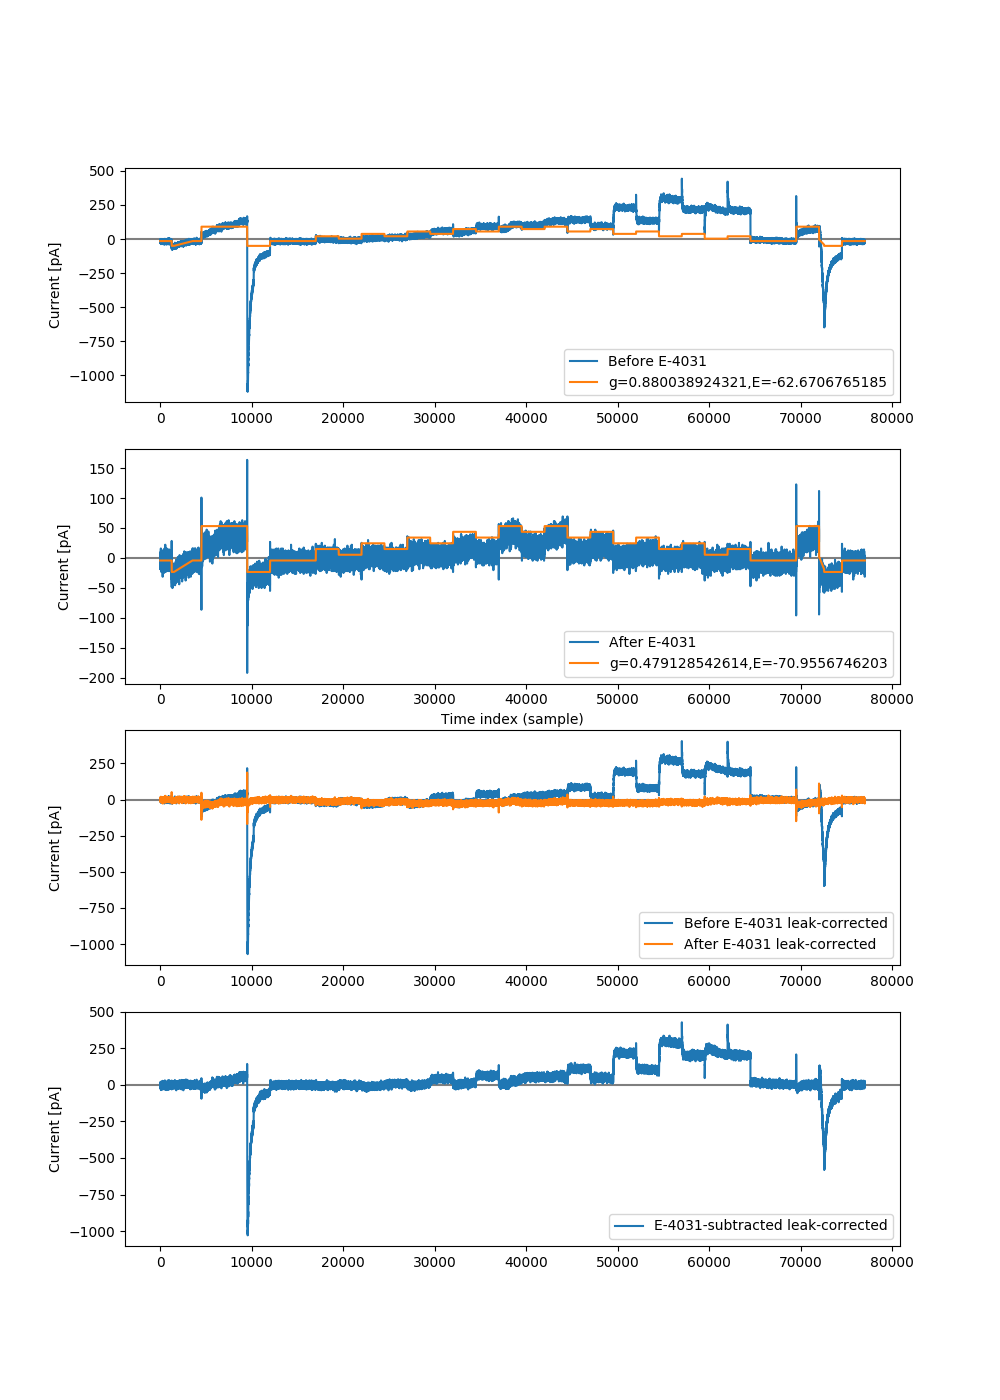 500
250
0
−250
−500
−750
−1000
Current [pA]
Before E-4031
g=0.880038924321,E=-62.6706765185
0 10000 20000 30000 40000 50000 60000 70000 80000
150
100
50
0
−50
−100
−150
−200
Current [pA]
After E-4031
g=0.479128542614,E=-70.9556746203
0 10000 20000 30000 40000 50000 60000 70000 80000
Time index (sample)
250
0
−250
−500
−750
−1000
Current [pA]
Before E-4031 leak-corrected
After E-4031 leak-corrected
0 10000 20000 30000 40000 50000 60000 70000 80000
500
250
0
−250
−500
−750
−1000
Current [pA]
E-4031-subtracted leak-corrected
0 10000 20000 30000 40000 50000 60000 70000 80000